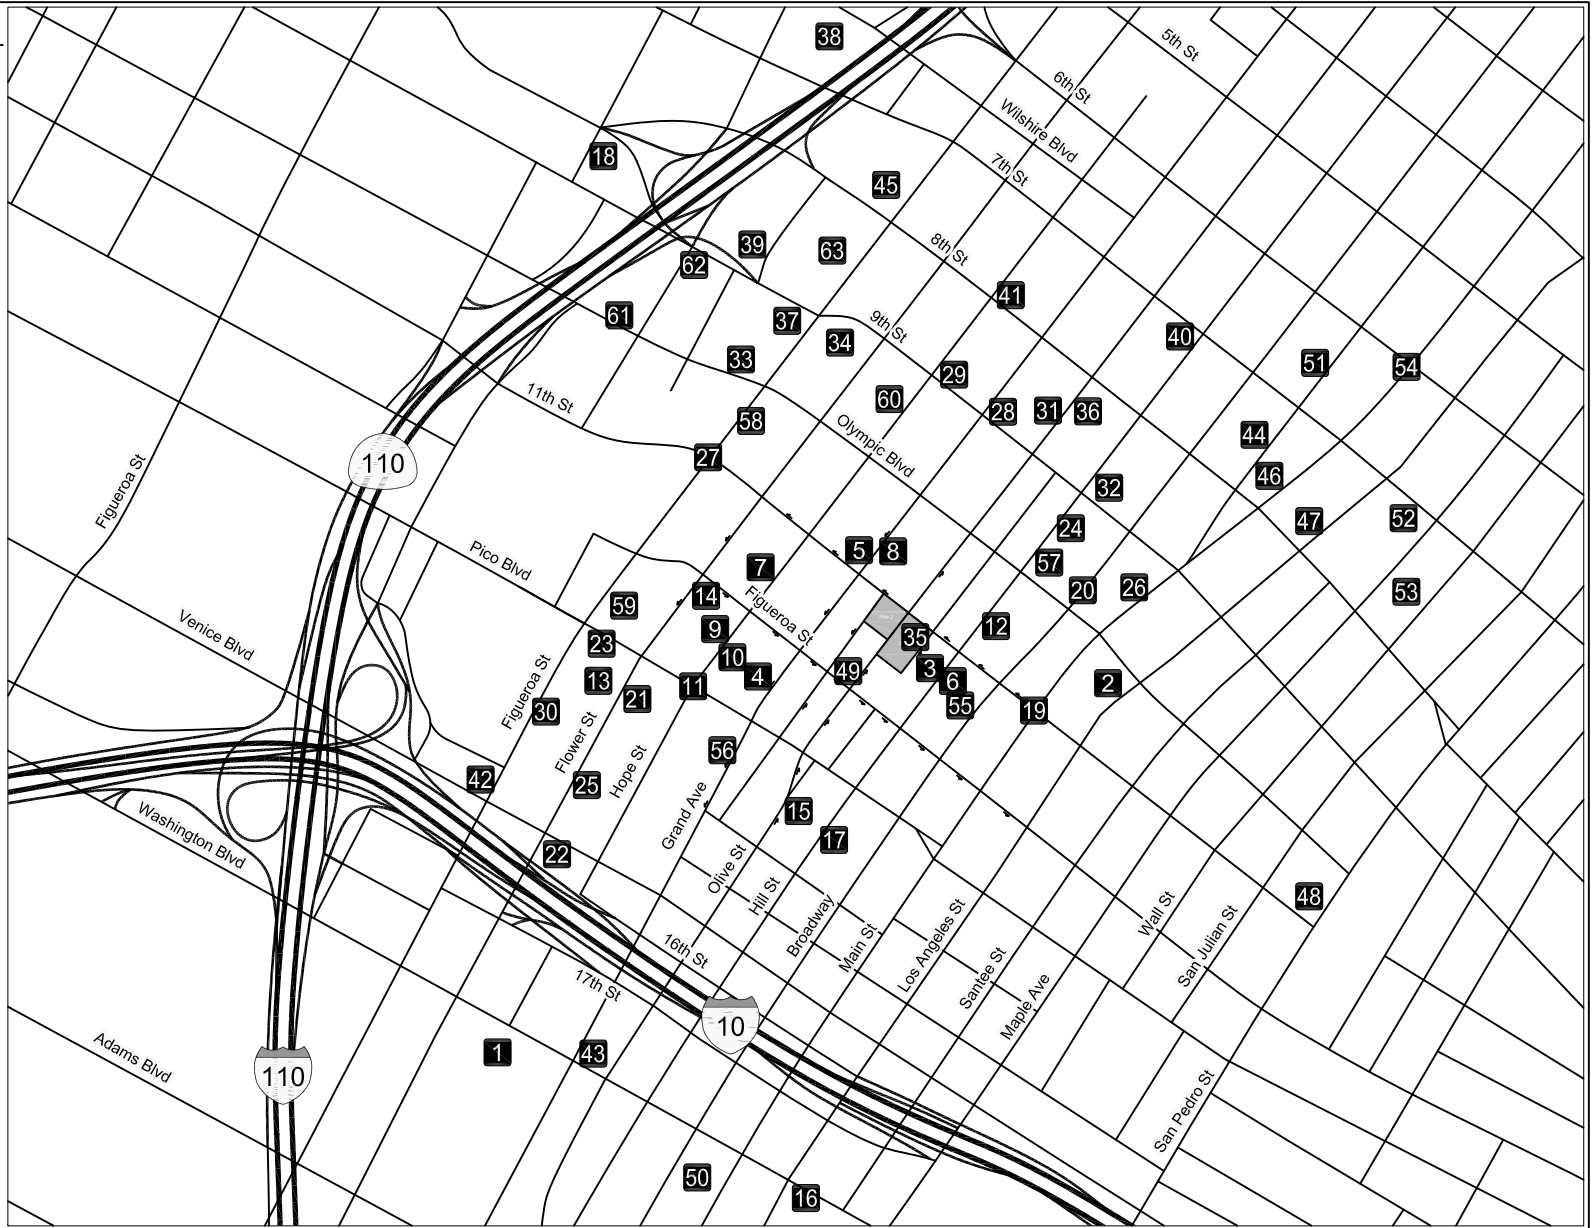 38
5th St
6th St
Wilshire Blvd
18
7th St
45
39
63
8th St
62
41
61
37
9th St
40
34
33
51
54
29
11th St
60
28
31
36
58
Olympic Blvd
44
27
110
46
32
Figueroa St
47
52
24
5
8
Pico Blvd
7
57
20
26
53
14
59
Figueroa St
Venice Blvd
9
12
23
35
10
3
4
49
13
11
6
2
Figueroa St
21
30
55
19
Flower St
56
Hope St
42
25
Grand Ave
15
Washington Blvd
17
22
Olive St
Hill St
48
Broadway
Wall St
Main St
Los Angeles St
San Julian St
16th St
Santee St
17th St
Maple Ave
10
1
43
Adams Blvd
110
San Pedro St
50
16